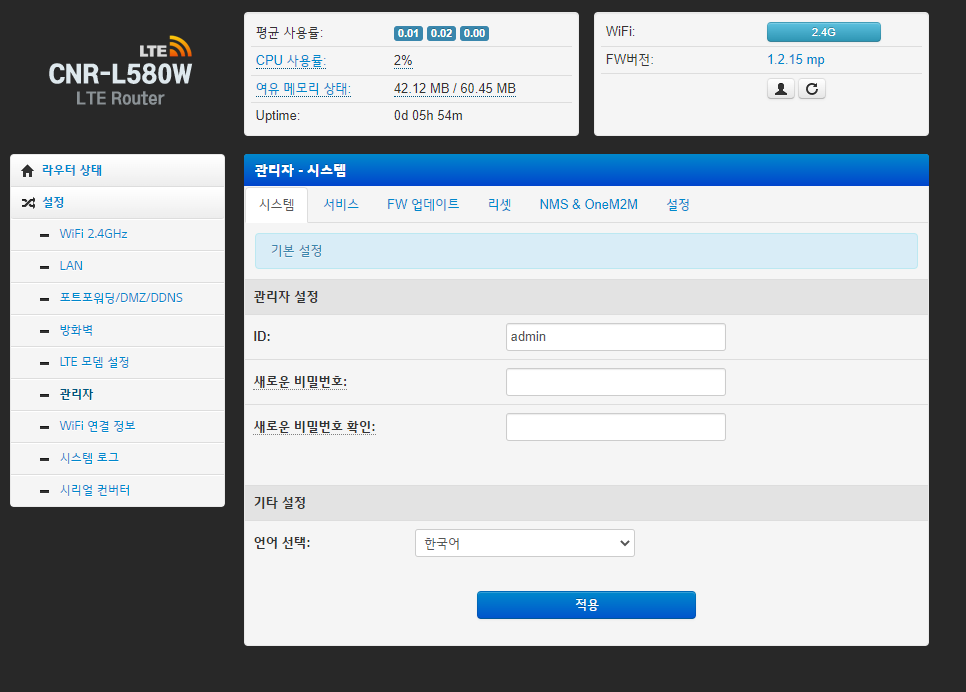 LTE
CNR-L580W
LTE Router
평균 사용률: 0.01 0.02 0.00
CPU 사용률: 2%
여유 메모리 상태: 42.12 MB / 60.45 MB
Uptime: 0d 05h 54m
WiFi: 2.4G
FW버전: 1.2.15 mp
라우터 상태
설정
WiFi 2.4GHz
LAN
포트포워딩/DMZ/DDNS
방화벽
LTE 모뎀 설정
관리자
WiFi 연결 정보
시스템 로그
시리얼 컨버터
관리자 - 시스템
시스템 서비스 FW 업데이트 리셋 NMS & OneM2M 설정
기본 설정
관리자 설정
ID: admin
새로운 비밀번호:
새로운 비밀번호 확인:
기타 설정
언어 선택: 한국어
적용